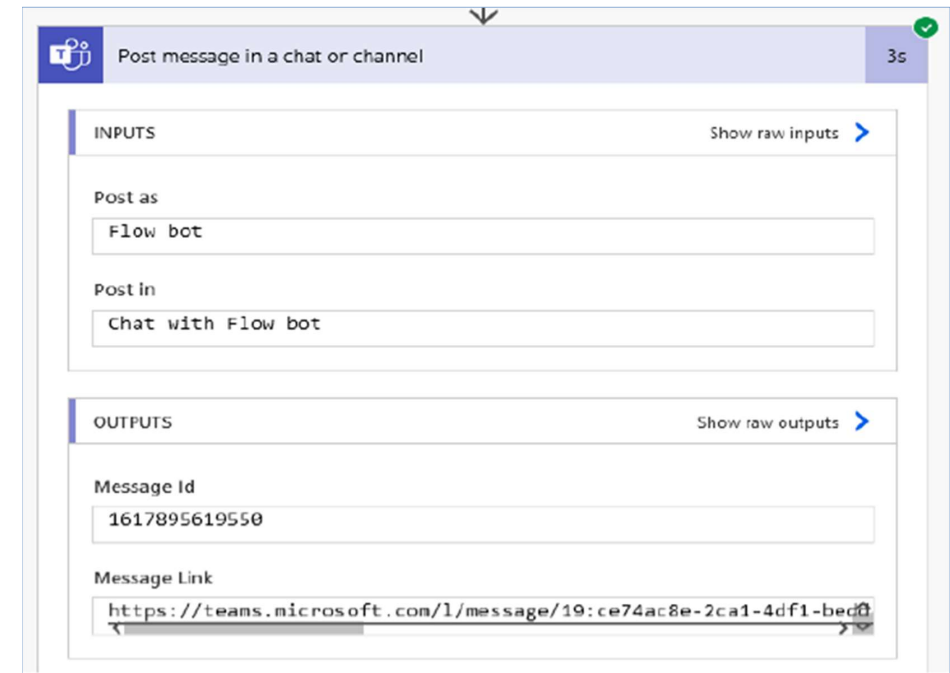 Post message in a chat or channel
3s
INPUTS
Show raw inputs
Post as
Flow bot
Post in
Chat with Flow bot
OUTPUTS
Show raw outputs
Message Id
1617895619550
Message Link
https://teams.microsoft.com/l/message/19:ce74ac8e-2ca1-4df1-bed